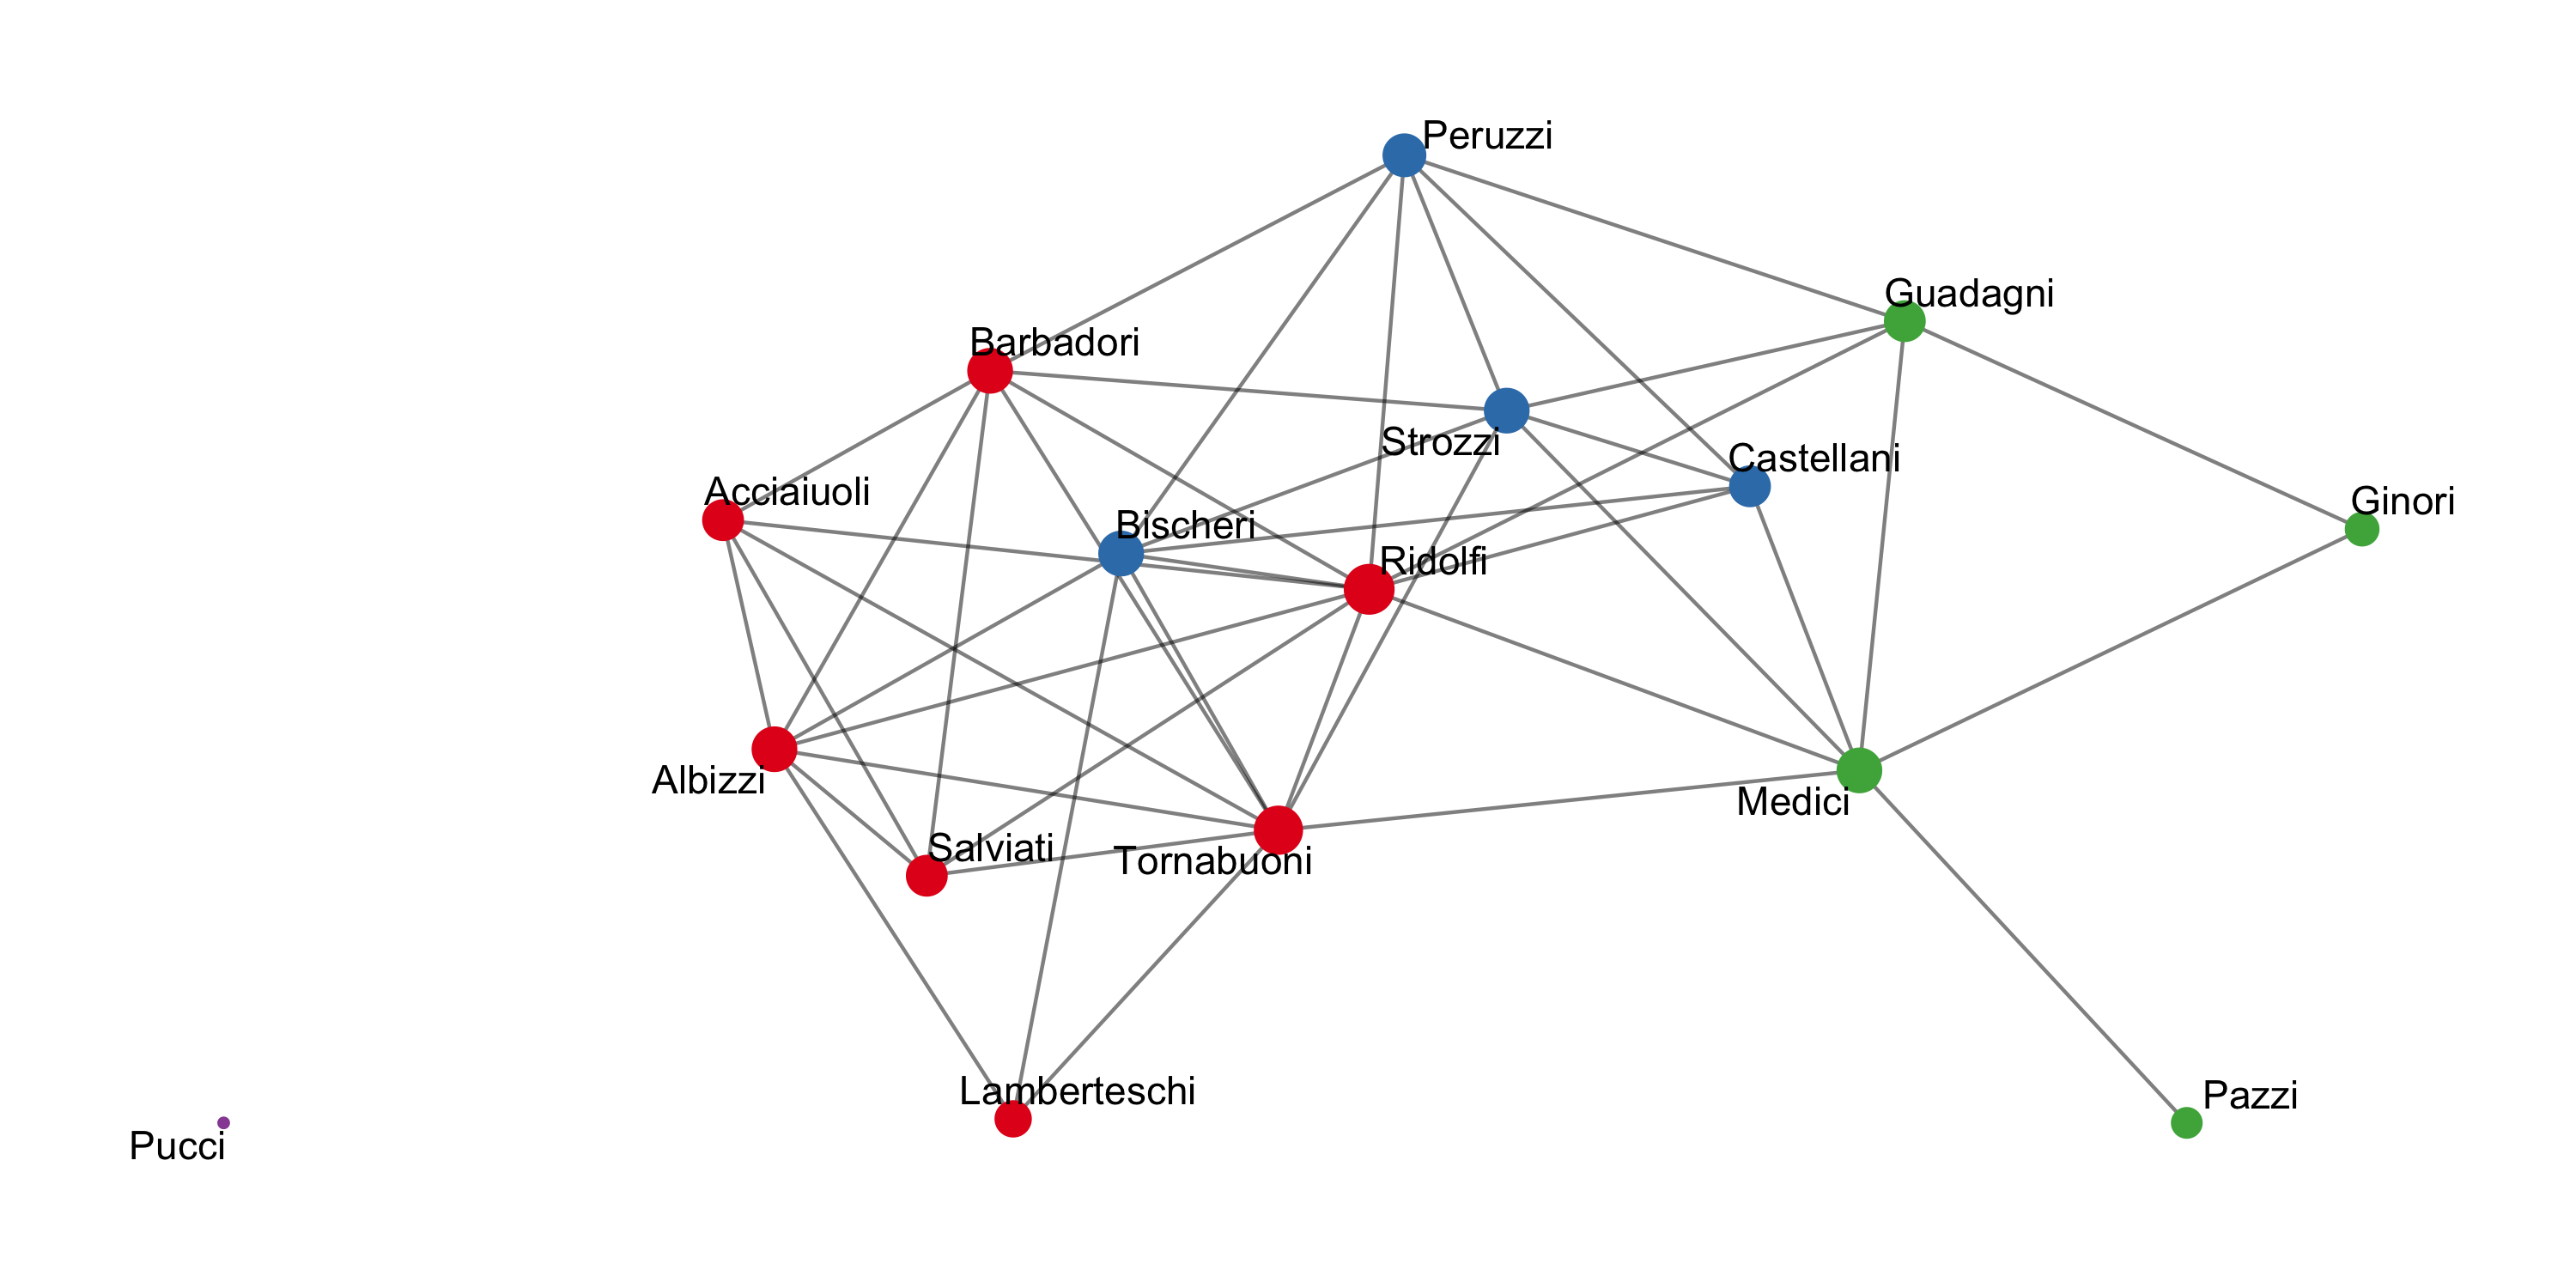 Peruzzi
Guadagni
Barbadori
Strozzi
Castellani
Acciaiuoli
Ginori
Bischeri
Ridolfi
Albizzi
Medici
Salviati
Tornabuoni
Lamberteschi
Pazzi
Pucci